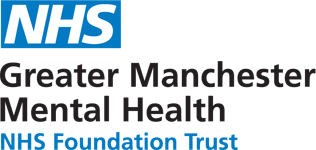 NHS
Greater Manchester
Mental Health
NHS Foundation Trust